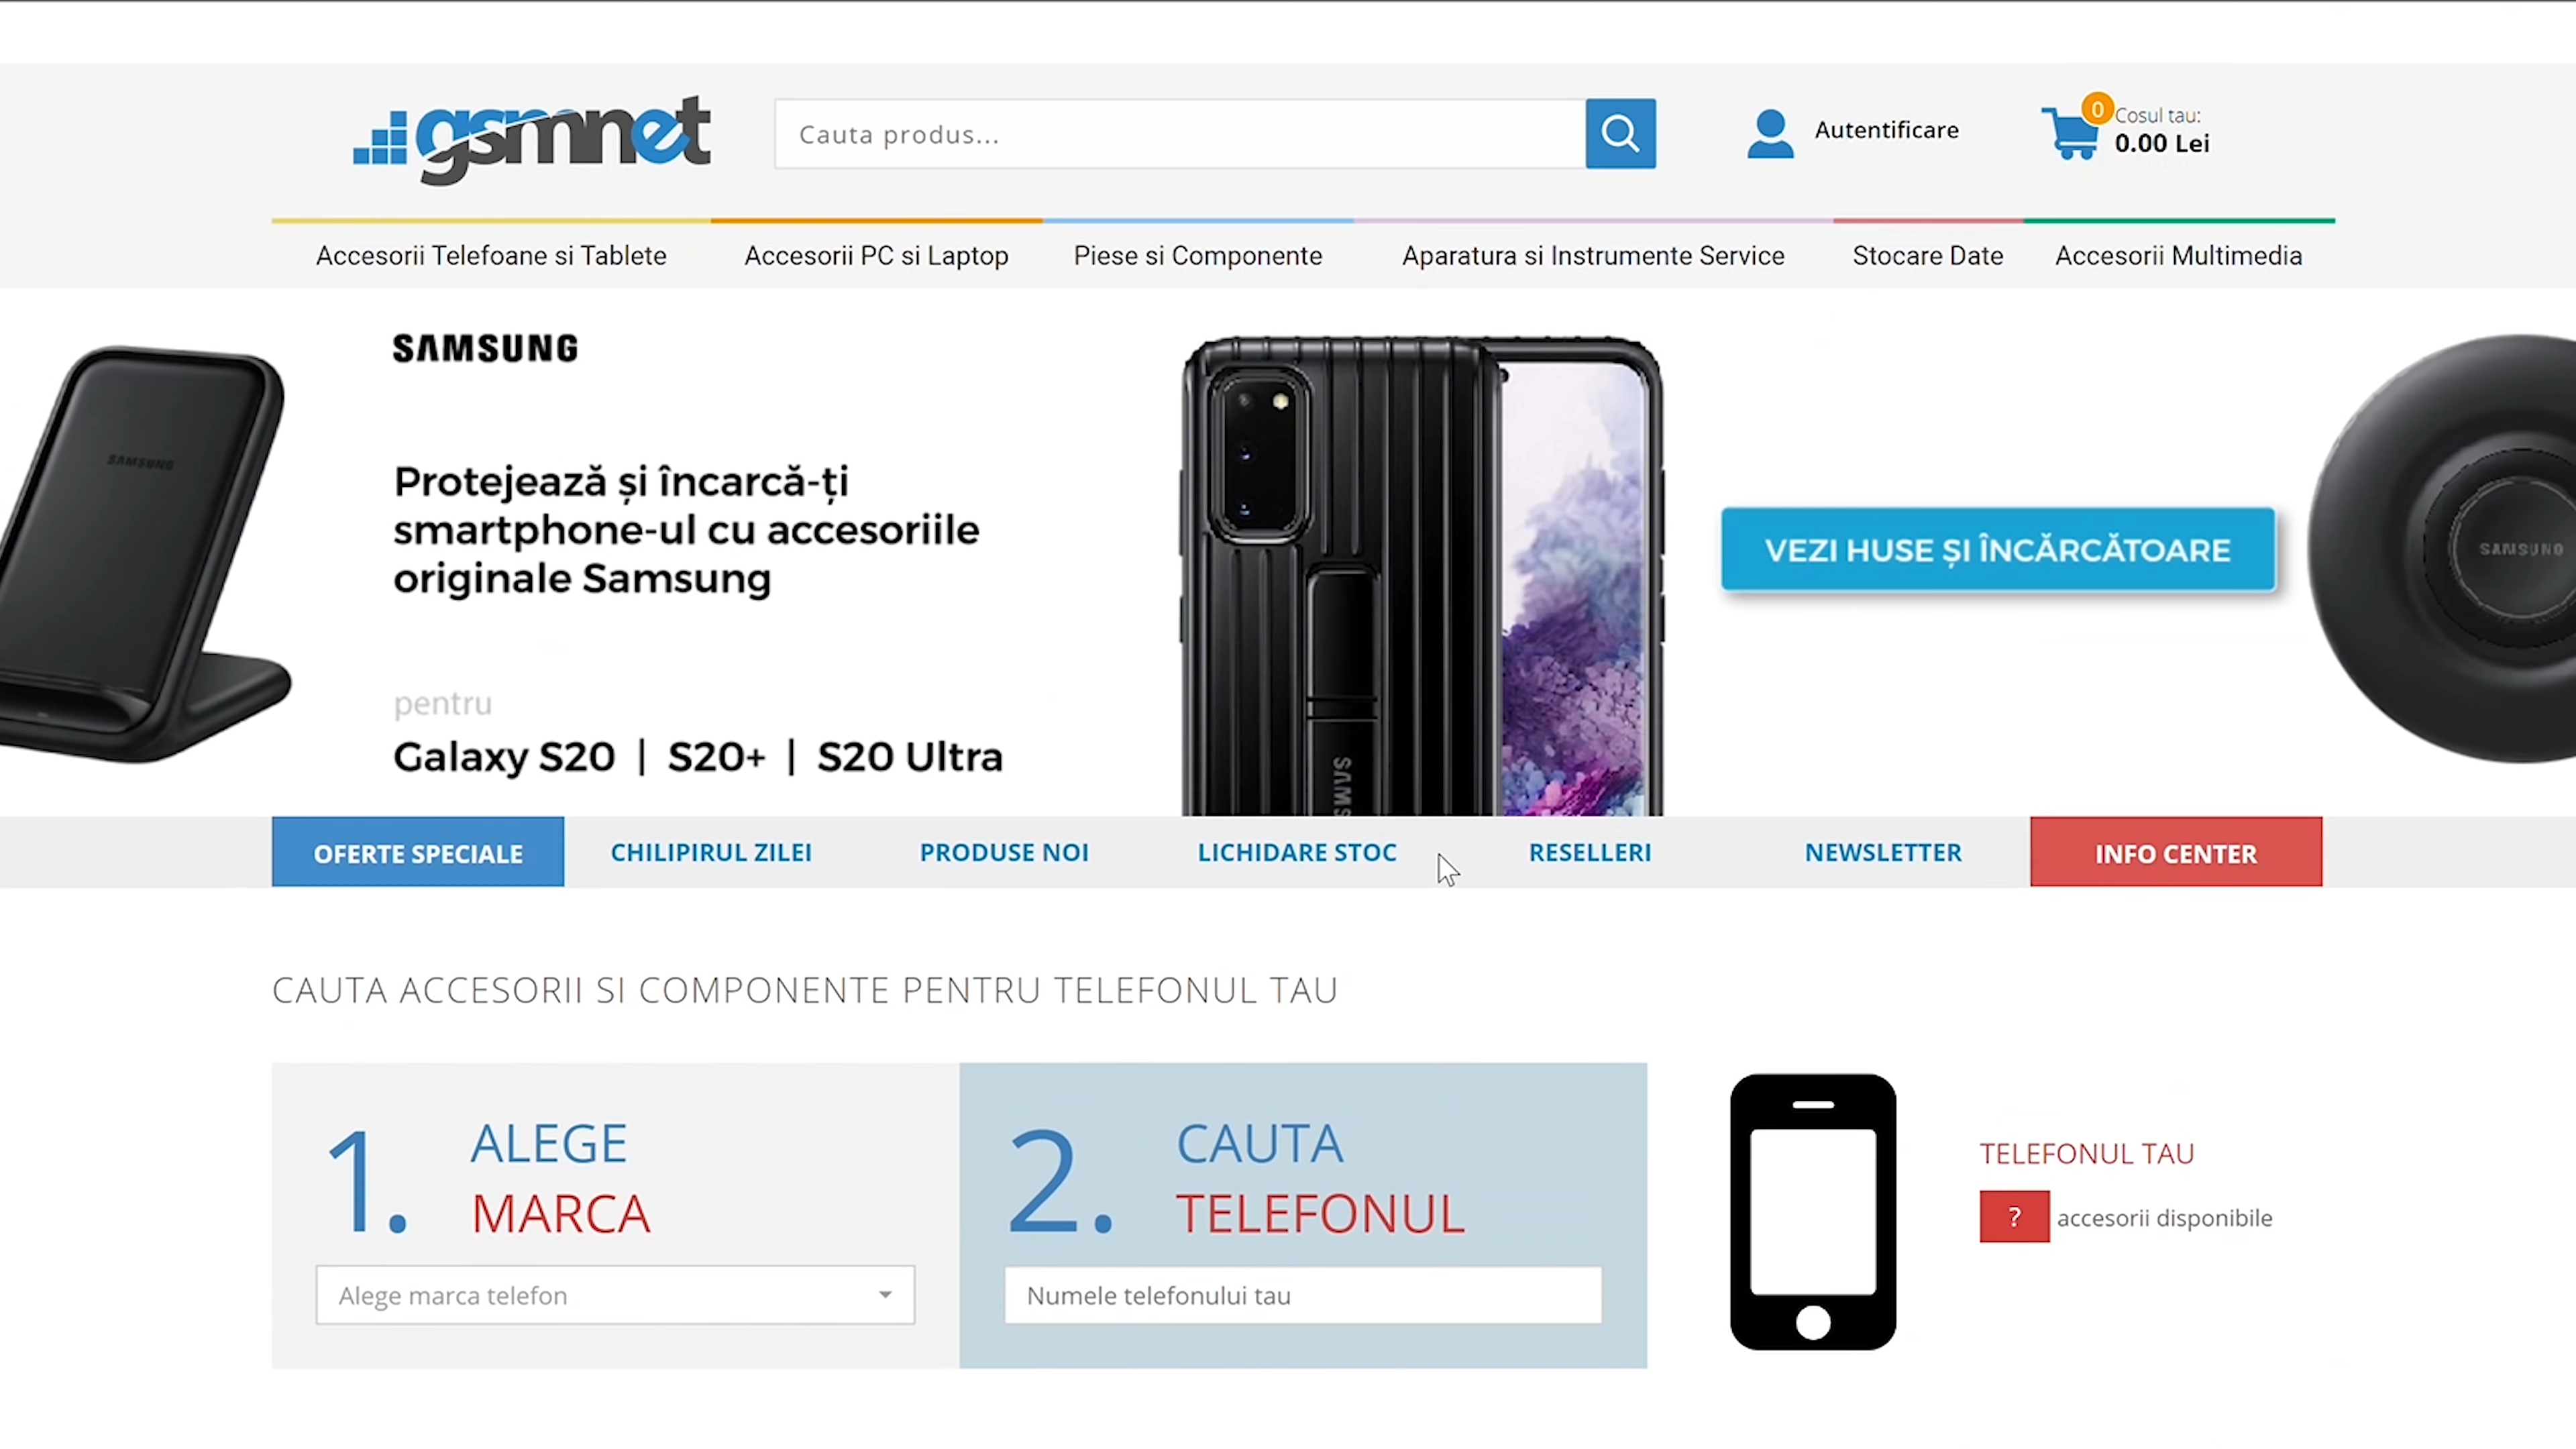 gsmnet
Cauta produs...
Autentificare
0
Cosul tau:
0.00 Lei
Accesorii Telefoane si Tablete
Accesorii PC si Laptop
Piese si Componente
Aparatura si Instrumente Service
Stocare Date
Accesorii Multimedia
SAMSUNG
SAMSUNG
Protejează și încarcă-ți
smartphone-ul cu accesoriile
originale Samsung
pentru
Galaxy S20 | S20+ | S20 Ultra
SAMS
VEZI HUSE ȘI ÎNCĂRCĂTOARE
SAMSUNG
OFERTE SPECIALE
CHILIPIRUL ZILEI
PRODUSE NOI
LICHIDARE STOC
RESELLERI
NEWSLETTER
INFO CENTER
CAUTA ACCESORII SI COMPONENTE PENTRU TELEFONUL TAU
1.
ALEGE
MARCA
Alege marca telefon
2.
CAUTA
TELEFONUL
Numele telefonului tau
TELEFONUL TAU
? accesorii disponibile